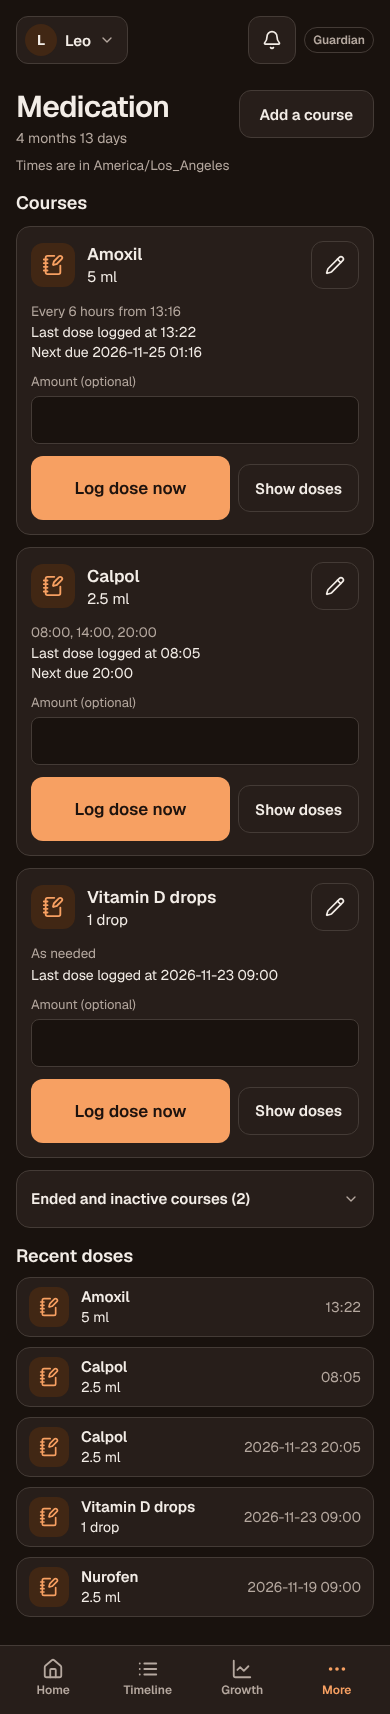 L Leo
Guardian
Medication
Add a course
4 months 13 days
Times are in America/Los_Angeles
Courses
Amoxil
5 ml
Every 6 hours from 13:16
Last dose logged at 13:22
Next due 2026-11-25 01:16
Amount (optional)
Log dose now
Show doses
Calpol
2.5 ml
08:00, 14:00, 20:00
Last dose logged at 08:05
Next due 20:00
Amount (optional)
Log dose now
Show doses
Vitamin D drops
1 drop
As needed
Last dose logged at 2026-11-23 09:00
Amount (optional)
Log dose now
Show doses
Ended and inactive courses (2)
Recent doses
Amoxil
5 ml
13:22
Calpol
2.5 ml
08:05
Calpol
2.5 ml
2026-11-23 20:05
Vitamin D drops
1 drop
2026-11-23 09:00
Nurofen
2.5 ml
2026-11-19 09:00
Home
Timeline
Growth
More